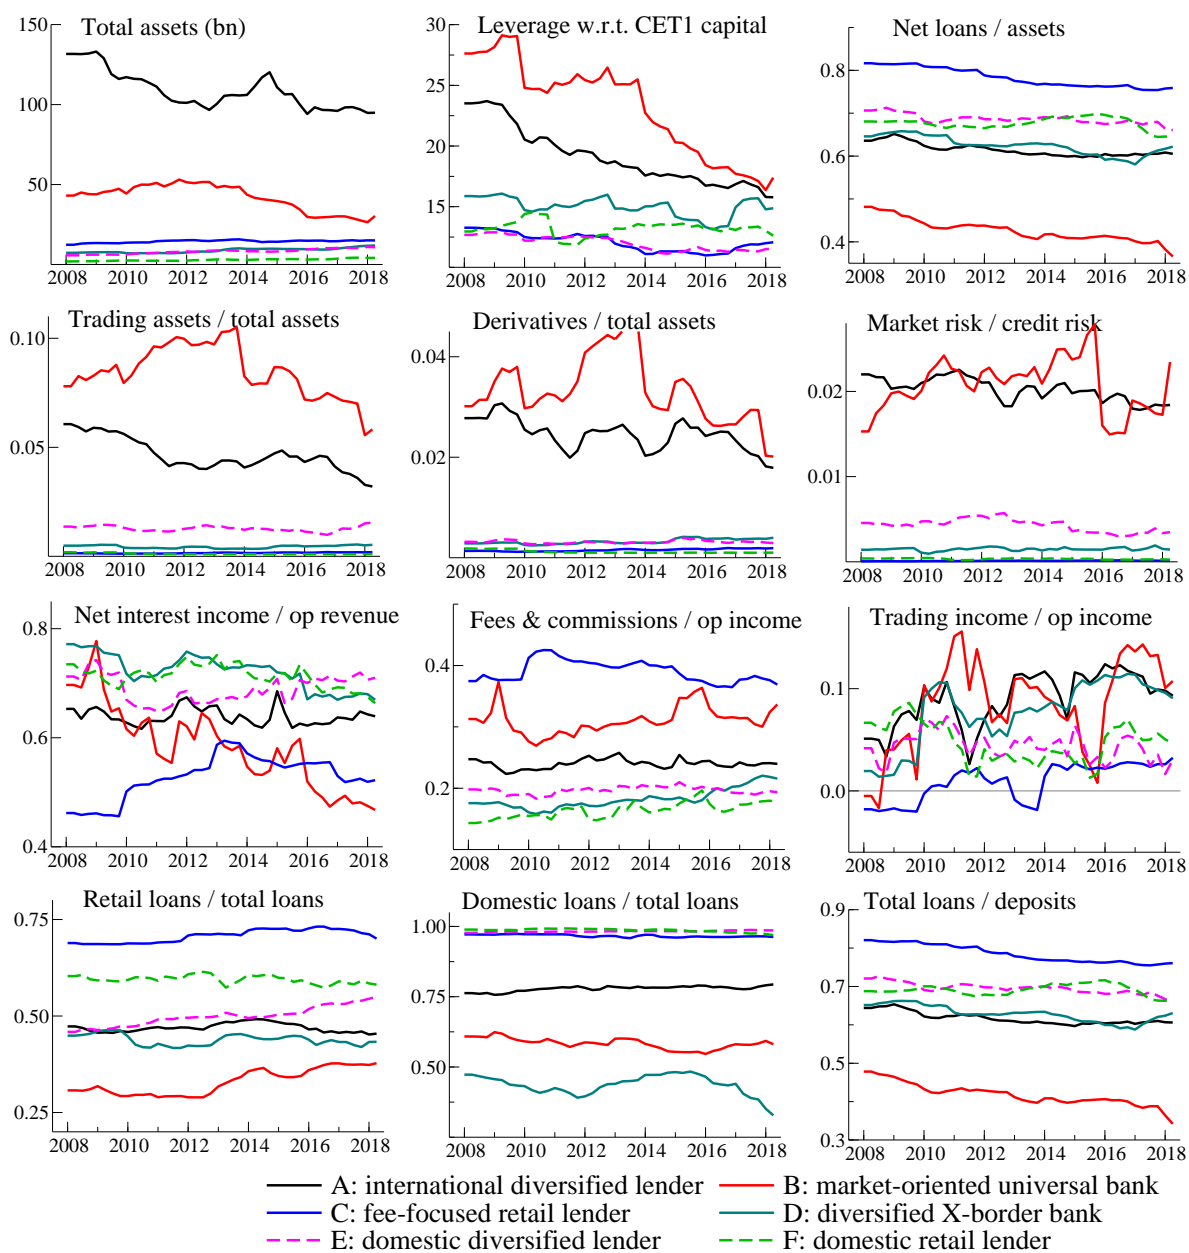 Total assets (bn)
Leverage w.r.t. CET1 capital
Net loans / assets
150
100
50
2008 2010 2012 2014 2016 2018
30
25
20
15
2008 2010 2012 2014 2016 2018
0.8
0.6
0.4
2008 2010 2012 2014 2016 2018
Trading assets / total assets
Derivatives / total assets
Market risk / credit risk
0.10
0.05
2008 2010 2012 2014 2016 2018
0.04
0.02
2008 2010 2012 2014 2016 2018
0.02
0.01
2008 2010 2012 2014 2016 2018
Net interest income / op revenue
Fees & commissions / op income
Trading income / op income
0.8
0.6
0.4
2008 2010 2012 2014 2016 2018
0.4
0.2
2008 2010 2012 2014 2016 2018
0.1
0.0
2008 2010 2012 2014 2016 2018
Retail loans / total loans
Domestic loans / total loans
Total loans / deposits
0.75
0.50
0.25
2008 2010 2012 2014 2016 2018
1.00
0.75
0.50
2008 2010 2012 2014 2016 2018
0.9
0.7
0.5
0.3
2008 2010 2012 2014 2016 2018
A: international diversified lender
B: market-oriented universal bank
C: fee-focused retail lender
D: diversified X-border bank
E: domestic diversified lender
F: domestic retail lender